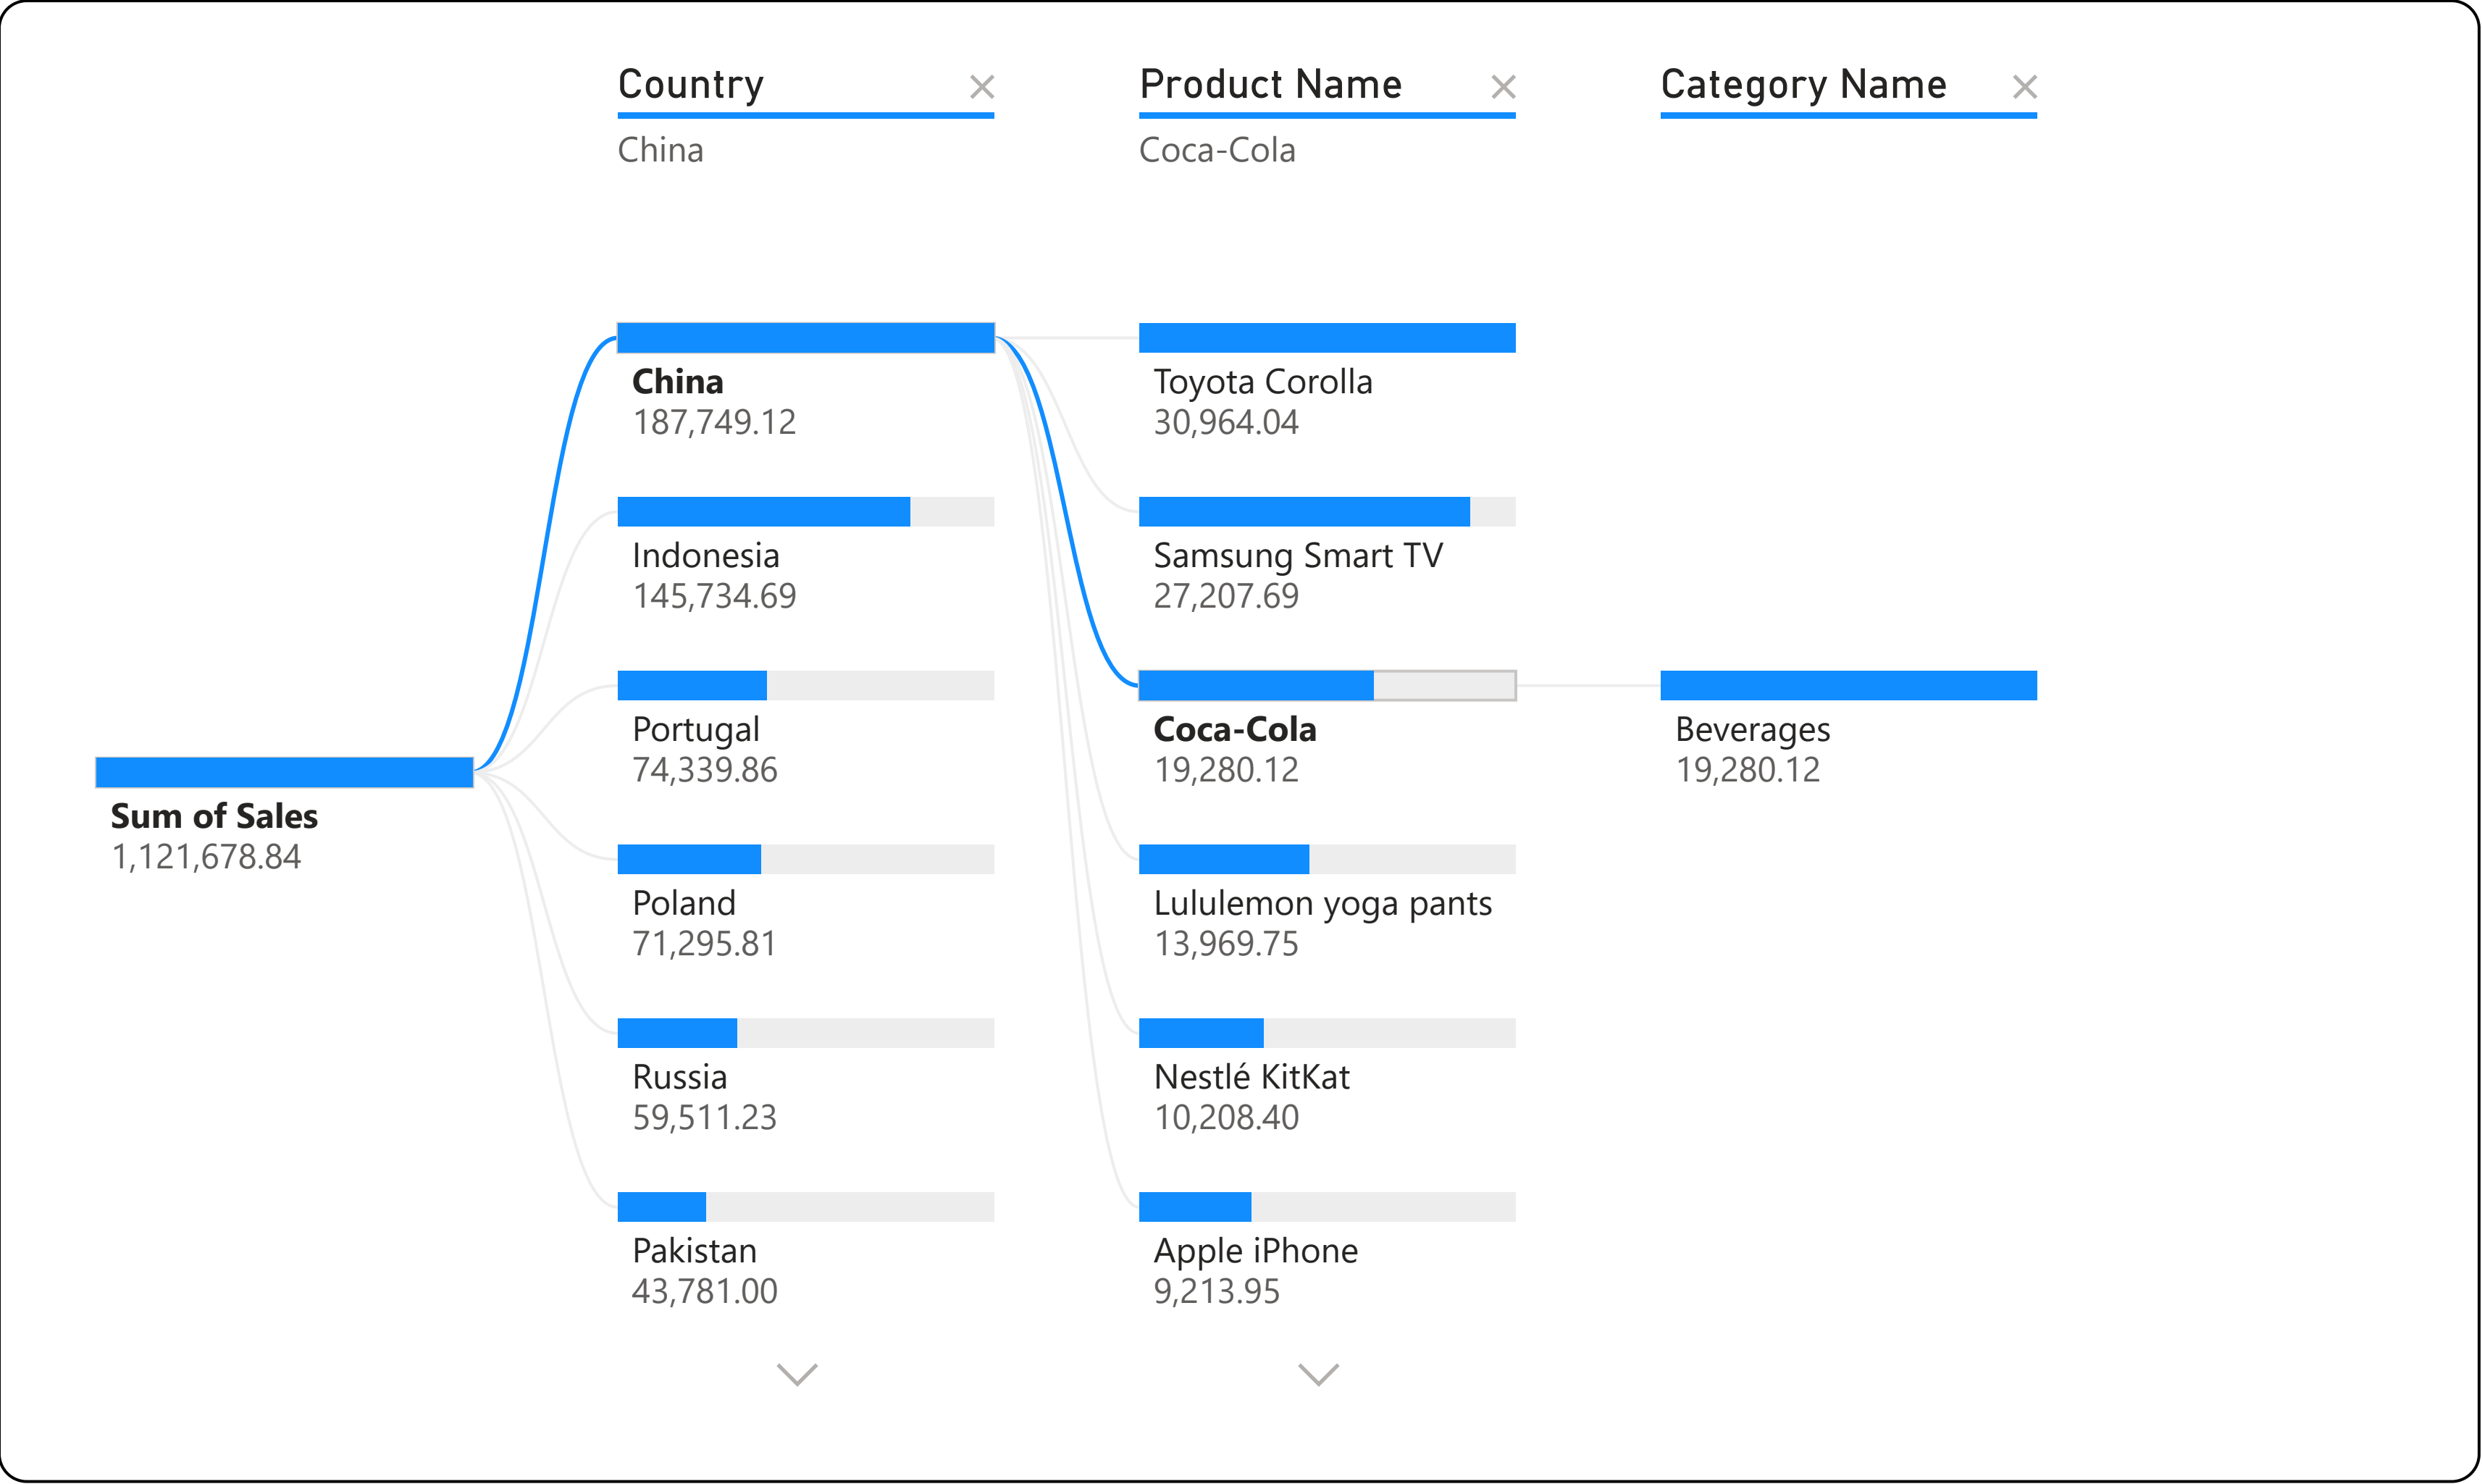 Country
Product Name
Category Name
China
Coca-Cola
China
187,749.12
Indonesia
145,734.69
Portugal
74,339.86
Poland
71,295.81
Russia
59,511.23
Pakistan
43,781.00
Sum of Sales
1,121,678.84
Toyota Corolla
30,964.04
Samsung Smart TV
27,207.69
Coca-Cola
19,280.12
Lululemon yoga pants
13,969.75
Nestlé KitKat
10,208.40
Apple iPhone
9,213.95
Beverages
19,280.12